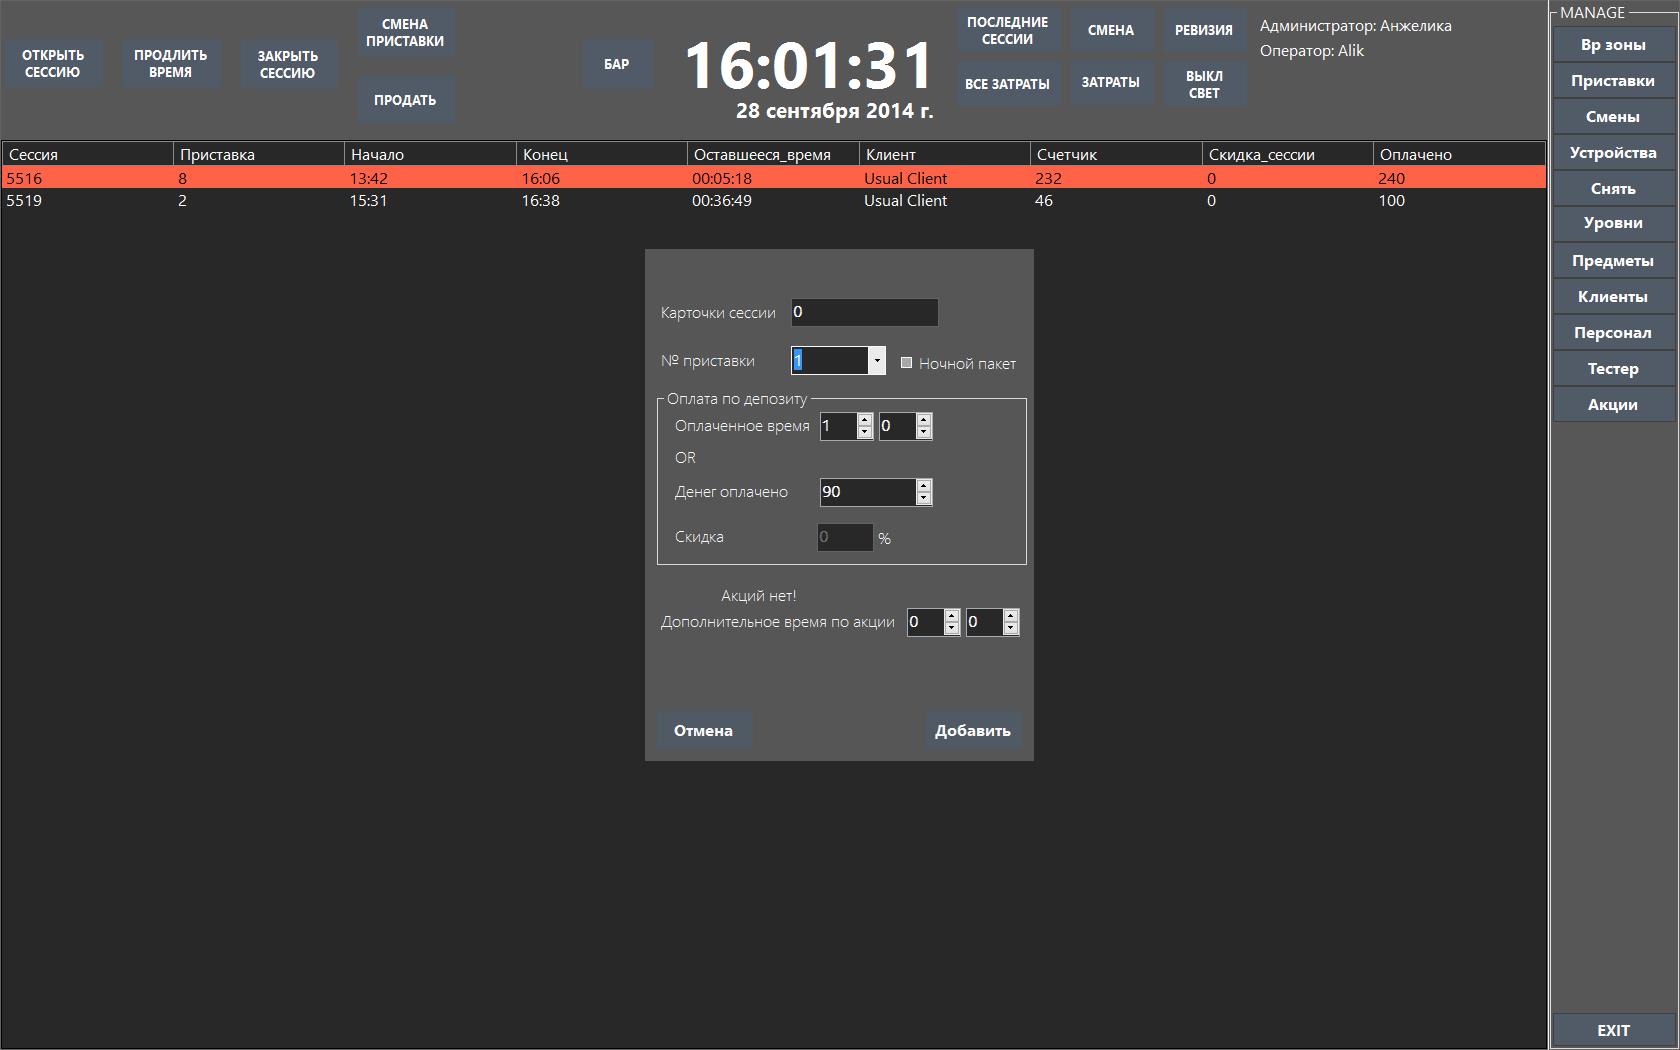 ОТКРЫТЬ
СЕССИЮ
ПРОДЛИТЬ
ВРЕМЯ
ЗАКРЫТЬ
СЕССИЮ
СМЕНА
ПРИСТАВКИ
ПРОДАТЬ
БАР
16:01:31
28 сентября 2014 г.
ПОСЛЕДНИЕ
СЕССИИ
СМЕНА
РЕВИЗИЯ
ВСЕ ЗАТРАТЫ
ЗАТРАТЫ
ВЫКЛ
СВЕТ
Администратор: Анжелика
Оператор: Alik
Сессия Приставка Начало Конец Оставшееся_время Клиент Счетчик Скидка_сессии Оплачено
5516 8 13:42 16:06 00:05:18 Usual Client 232 0 240
5519 2 15:31 16:38 00:36:49 Usual Client 46 0 100
Карточки сессии 0
№ приставки 1 Ночной пакет
Оплата по депозиту
Оплаченное время 1 0
OR
Денег оплачено 90
Скидка 0 %
Акций нет!
Дополнительное время по акции 0 0
Отмена Добавить
MANAGE
Вр зоны
Приставки
Смены
Устройства
Снять
Уровни
Предметы
Клиенты
Персонал
Тестер
Акции
EXIT